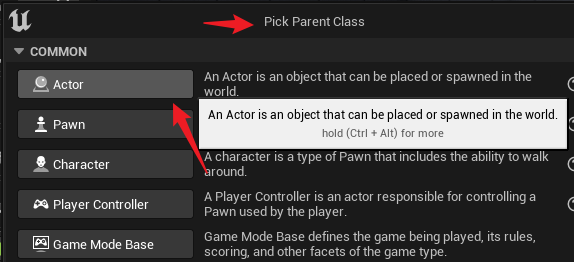 Pick Parent Class
COMMON
Actor
An Actor is an object that can be placed or spawned in the
world.
An Actor is an object that can be placed or spawned in the world.
hold (Ctrl + Alt) for more
Pawn
Character
A character is a type of Pawn that includes the ability to walk
around.
Player Controller
A Player Controller is an actor responsible for controlling a
Pawn used by the player.
Game Mode Base
Game Mode Base defines the game being played, its rules,
scoring, and other facets of the game type.